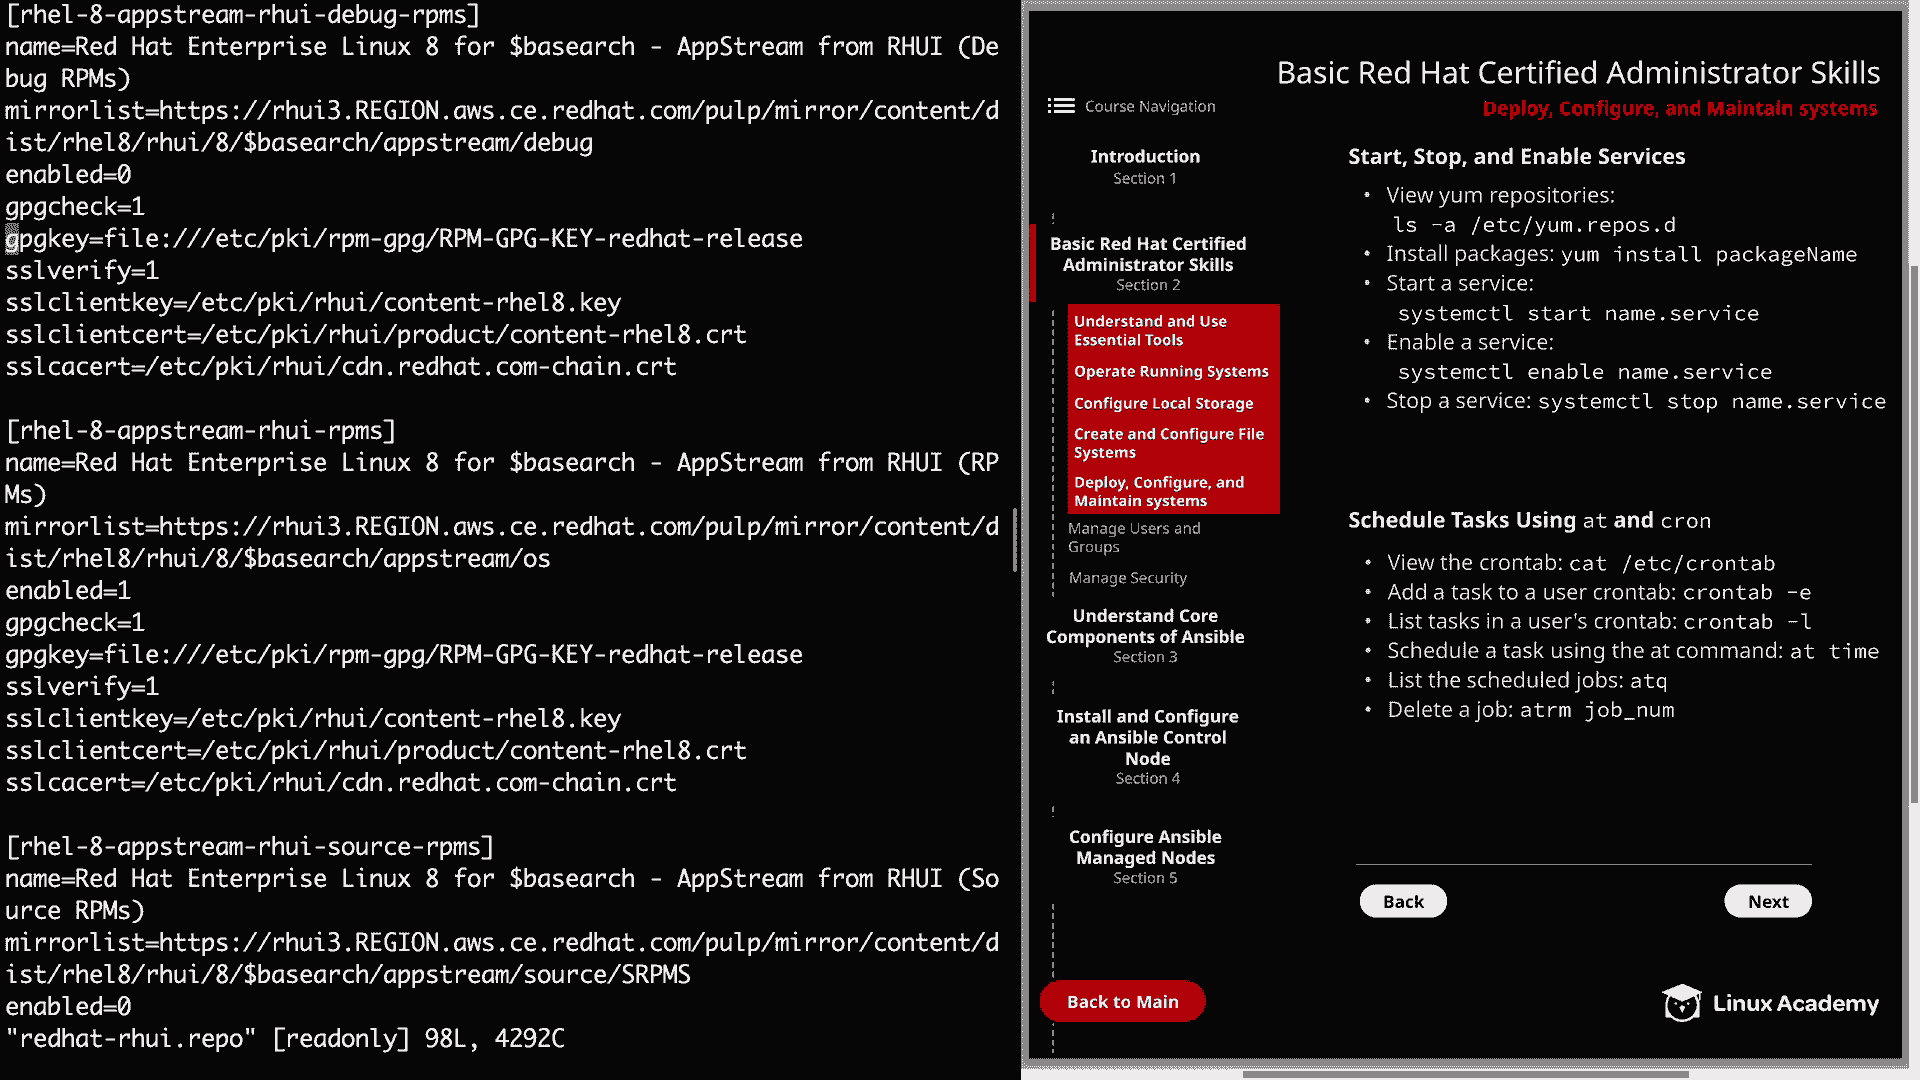 [rhel-8-appstream-rhui-debug-rpms]
name=Red Hat Enterprise Linux 8 for $basearch - AppStream from RHUI (De
bug RPMs)
mirrorlist=https://rhui3.REGION.aws.ce.redhat.com/pulp/mirror/content/d
ist/rhel8/rhui/8/$basearch/appstream/debug
enabled=0
gpgcheck=1
gpgkey=file:///etc/pki/rpm-gpg/RPM-GPG-KEY-redhat-release
sslverify=1
sslclientkey=/etc/pki/rhui/content-rhel8.key
sslclientcert=/etc/pki/rhui/product/content-rhel8.crt
sslcacert=/etc/pki/rhui/cdn.redhat.com-chain.crt
[rhel-8-appstream-rhui-rpms]
name=Red Hat Enterprise Linux 8 for $basearch - AppStream from RHUI (RP
Ms)
mirrorlist=https://rhui3.REGION.aws.ce.redhat.com/pulp/mirror/content/d
ist/rhel8/rhui/8/$basearch/appstream/os
enabled=1
gpgcheck=1
gpgkey=file:///etc/pki/rpm-gpg/RPM-GPG-KEY-redhat-release
sslverify=1
sslclientkey=/etc/pki/rhui/content-rhel8.key
sslclientcert=/etc/pki/rhui/product/content-rhel8.crt
sslcacert=/etc/pki/rhui/cdn.redhat.com-chain.crt
[rhel-8-appstream-rhui-source-rpms]
name=Red Hat Enterprise Linux 8 for $basearch - AppStream from RHUI (So
urce RPMs)
mirrorlist=https://rhui3.REGION.aws.ce.redhat.com/pulp/mirror/content/d
ist/rhel8/rhui/8/$basearch/appstream/source/SRPMS
enabled=0
"redhat-rhui.repo" [readonly] 98L, 4292C
Basic Red Hat Certified Administrator Skills
Deploy, Configure, and Maintain systems
Course Navigation
Introduction
Section 1
Basic Red Hat Certified
Administrator Skills
Section 2
Understand and Use
Essential Tools
Operate Running Systems
Configure Local Storage
Create and Configure File
Systems
Deploy, Configure, and
Maintain systems
Manage Users and
Groups
Manage Security
Understand Core
Components of Ansible
Section 3
Install and Configure
an Ansible Control
Node
Section 4
Configure Ansible
Managed Nodes
Section 5
Back to Main
Start, Stop, and Enable Services
• View yum repositories:
ls -a /etc/yum.repos.d
• Install packages: yum install packageName
• Start a service:
systemctl start name.service
• Enable a service:
systemctl enable name.service
• Stop a service: systemctl stop name.service
Schedule Tasks Using at and cron
• View the crontab: cat /etc/crontab
• Add a task to a user crontab: crontab -e
• List tasks in a user's crontab: crontab -l
• Schedule a task using the at command: at time
• List the scheduled jobs: atq
• Delete a job: atrm job_num
Back
Next
Linux Academy